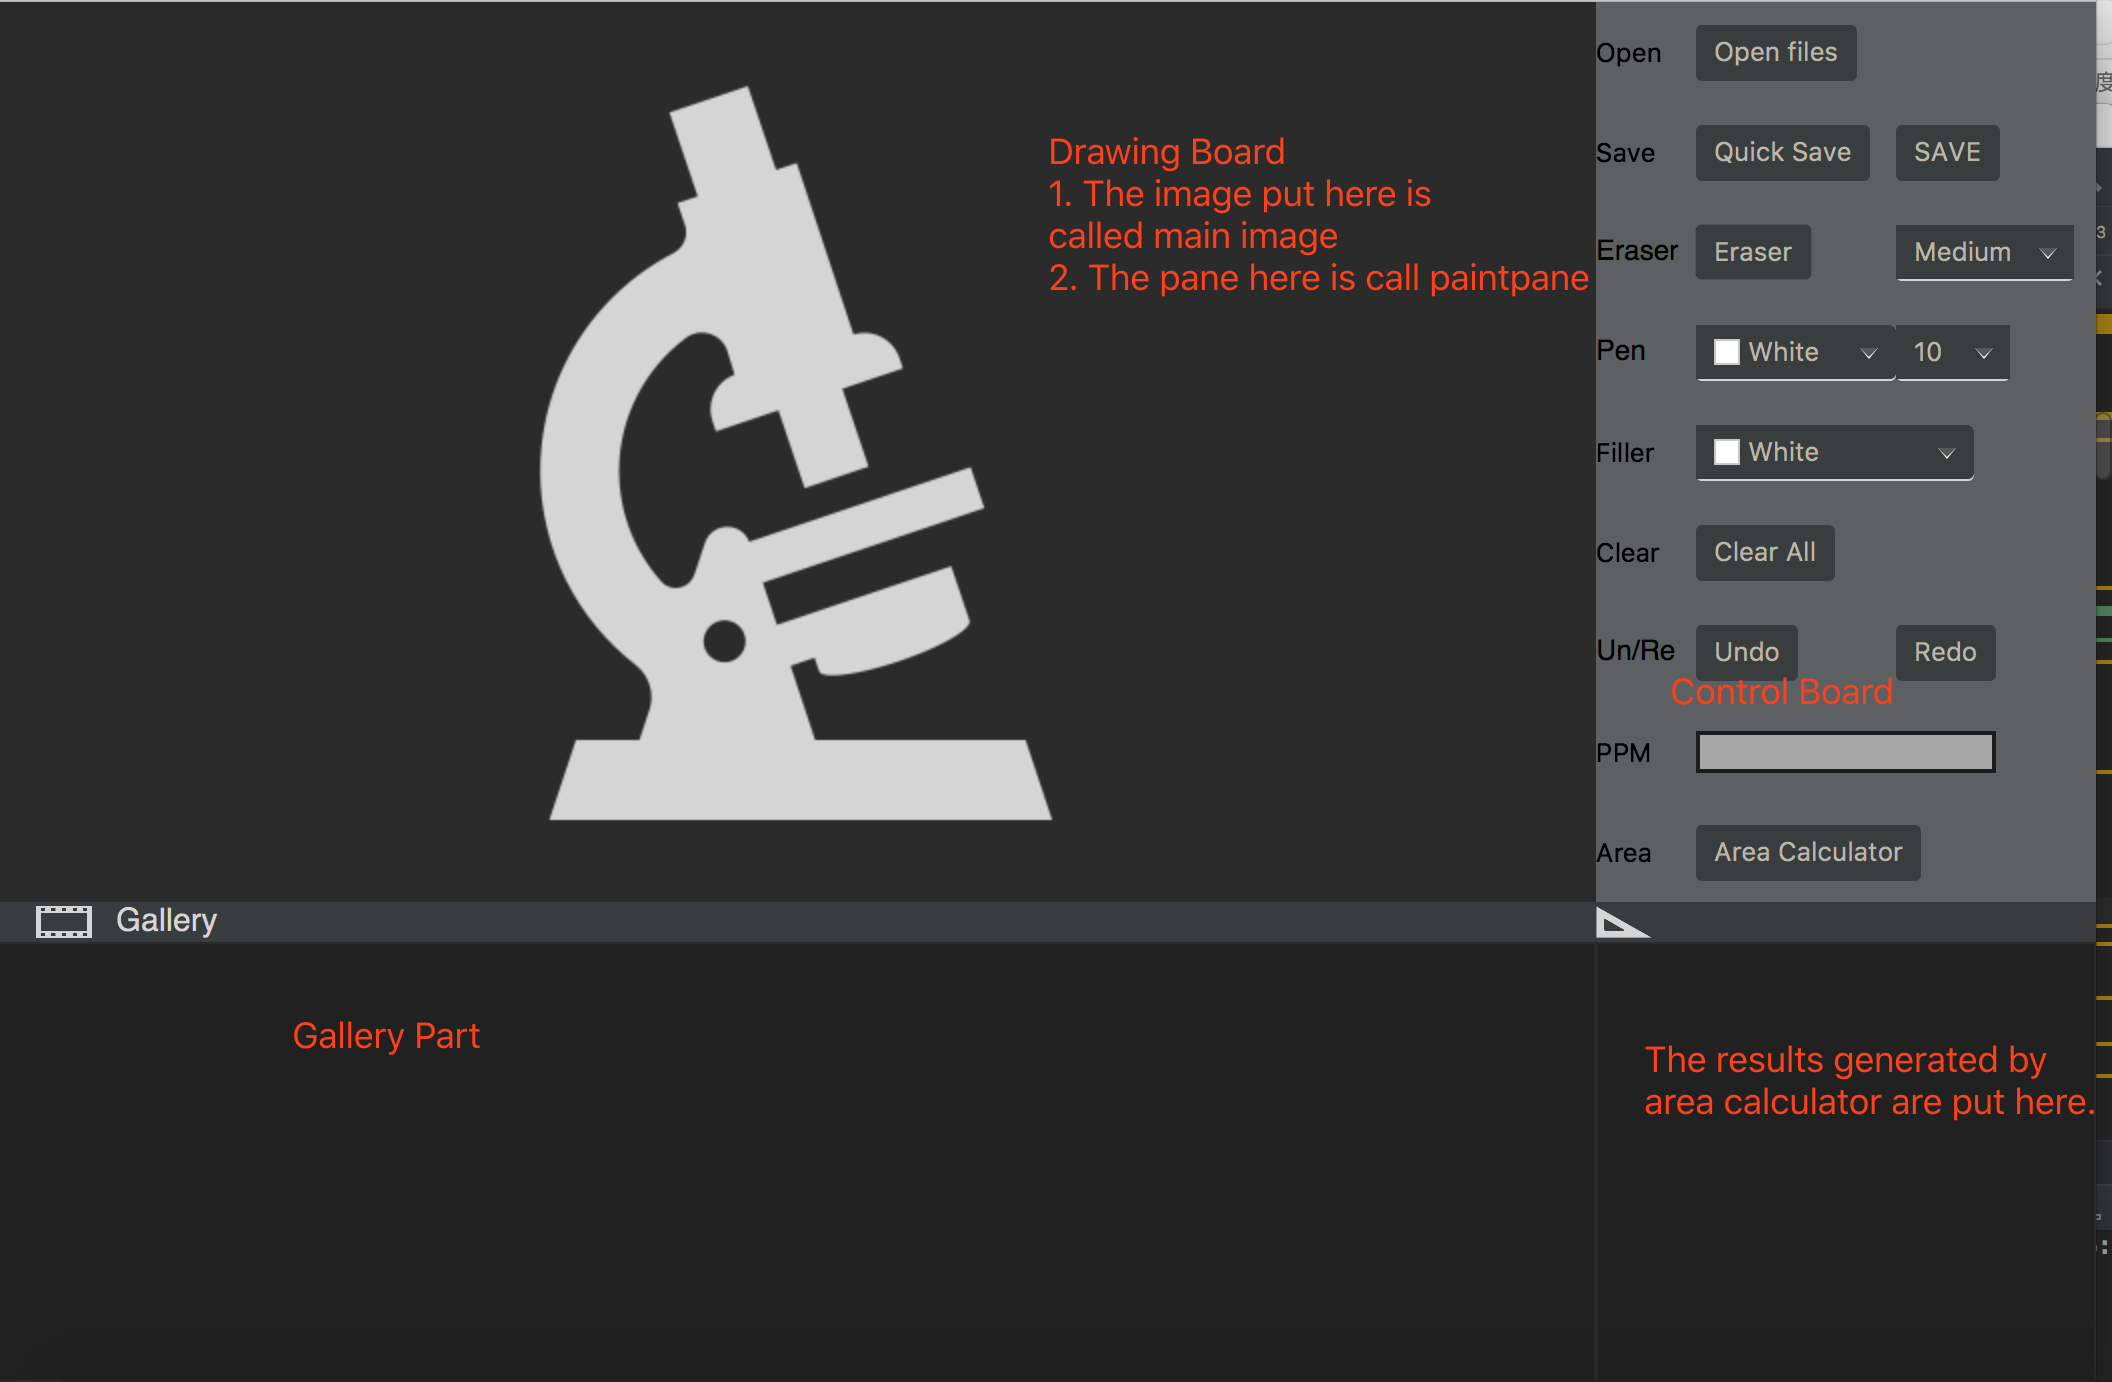 Drawing Board
1. The image put here is
called main image
2. The pane here is call paintpane
Open Open files
Save Quick Save SAVE
Eraser Eraser Medium
Pen White 10
Filler White
Clear Clear All
Un/Re Undo Redo
Control Board
PPM
Area Area Calculator
Gallery
Gallery Part
The results generated by
area calculator are put here.
度
3